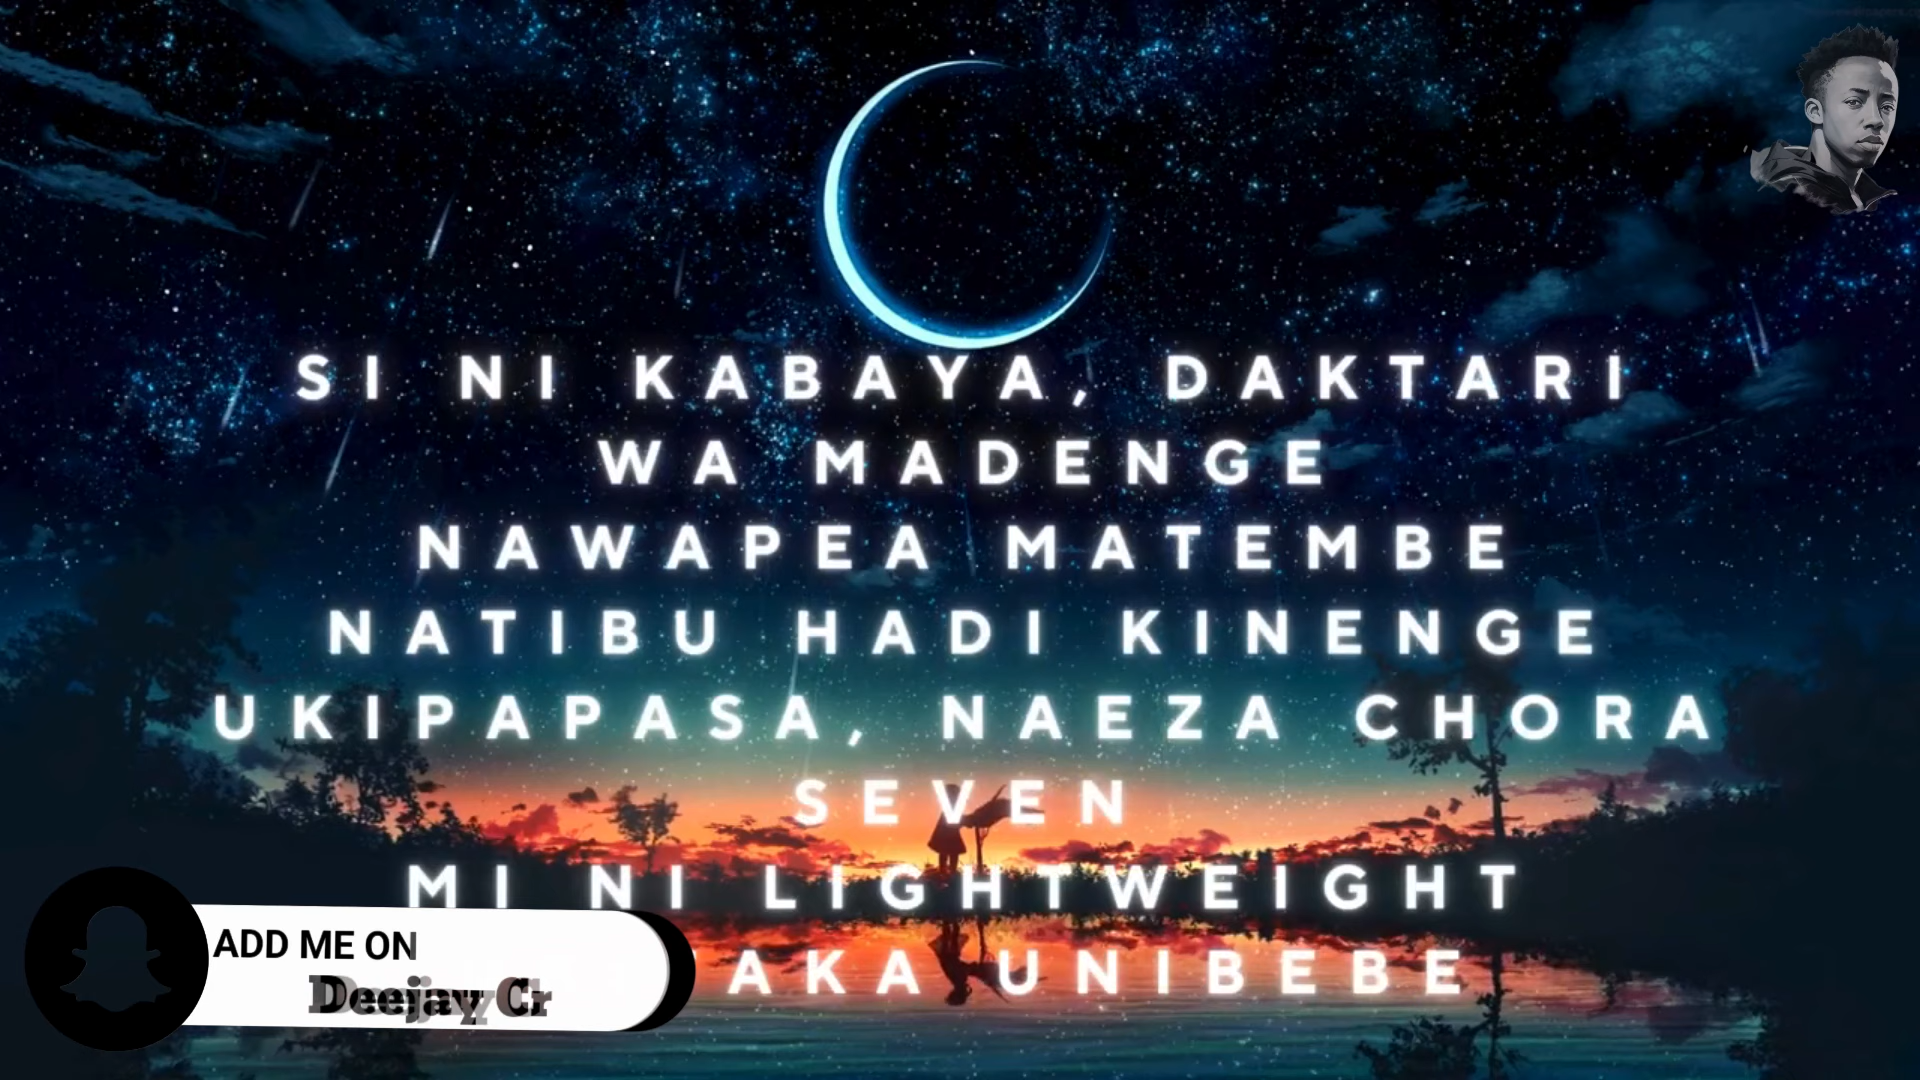 SI NI KABAYA, DAKTARI
WA MADENGE
NAWAPEA MATEMBE
NATIBU HADI KINENGE
UKIPAPASA, NAEZA CHORA
SEVEN
MI NI LIGHTWEIGHT
UNIBEBE
ADD ME ON
Deejay